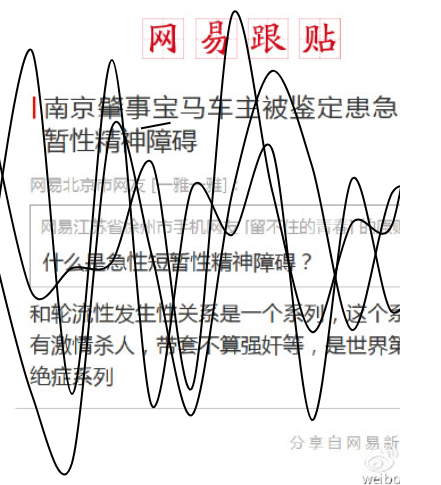 网易跟贴
南京肇事宝马车主被鉴定患急
暂性精神障碍
网易北京市网友 [一雅一雅]：
网易江苏省徐州市手机网友 [留不住的青春] 的原贴
什么是急性短暂性精神障碍？
和轮流性发生性关系是一个系列，这个系
有激情杀人，带套不算强奸等，是世界第
绝症系列
分享自网易新
weibo